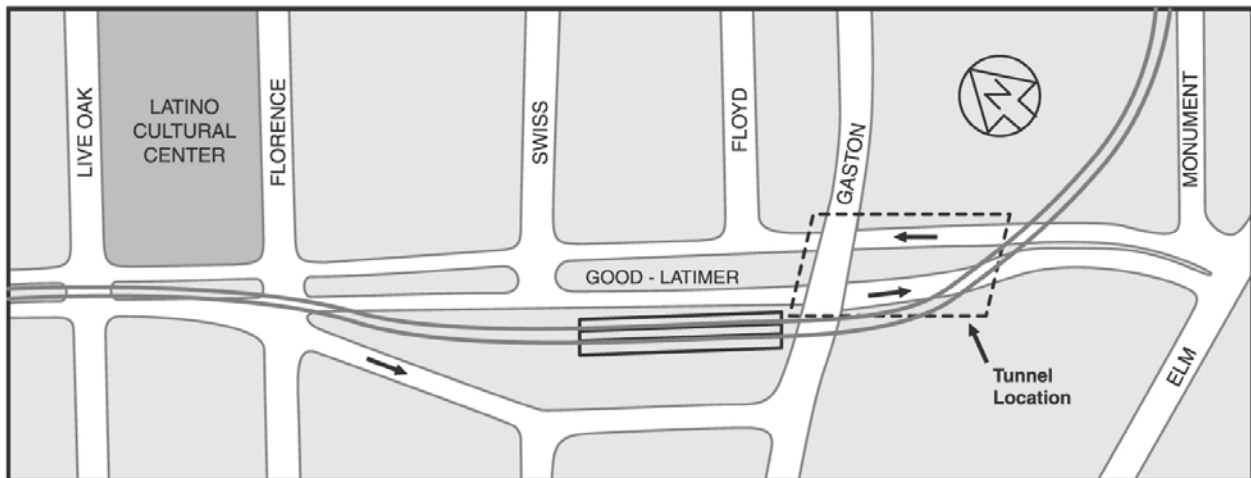 LIVE OAK
LATINO
CULTURAL
CENTER
FLORENCE
SWISS
FLOYD
GASTON
N
MONUMENT
GOOD - LATIMER
ELM
Tunnel
Location